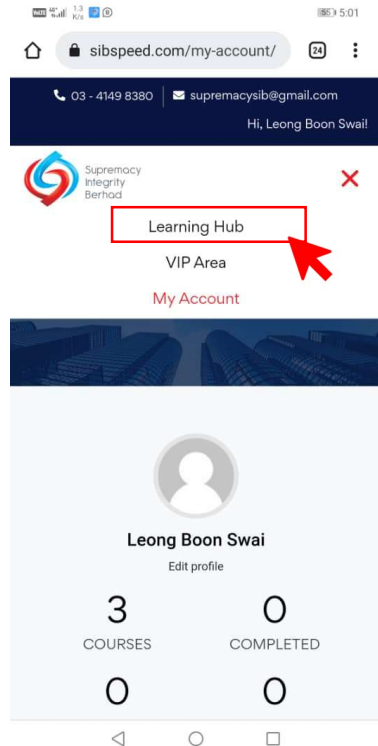 1.3
K/s
5:01
sibspeed.com/my-account/
24
03 - 4149 8380
supremacysib@gmail.com
Hi, Leong Boon Swai!
Supremacy
Integrity
Berhad
Learning Hub
VIP Area
My Account
Leong Boon Swai
Edit profile
3 0
COURSES COMPLETED
0 0